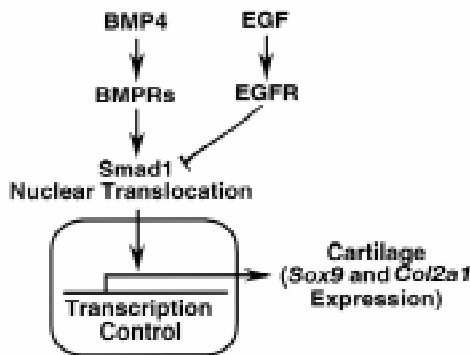 BMP4
EGF
BMPRs
EGFR
Smad1
Nuclear Translocation
Cartilage
(Sox9 and Col2a1
Expression)
Transcription
Control